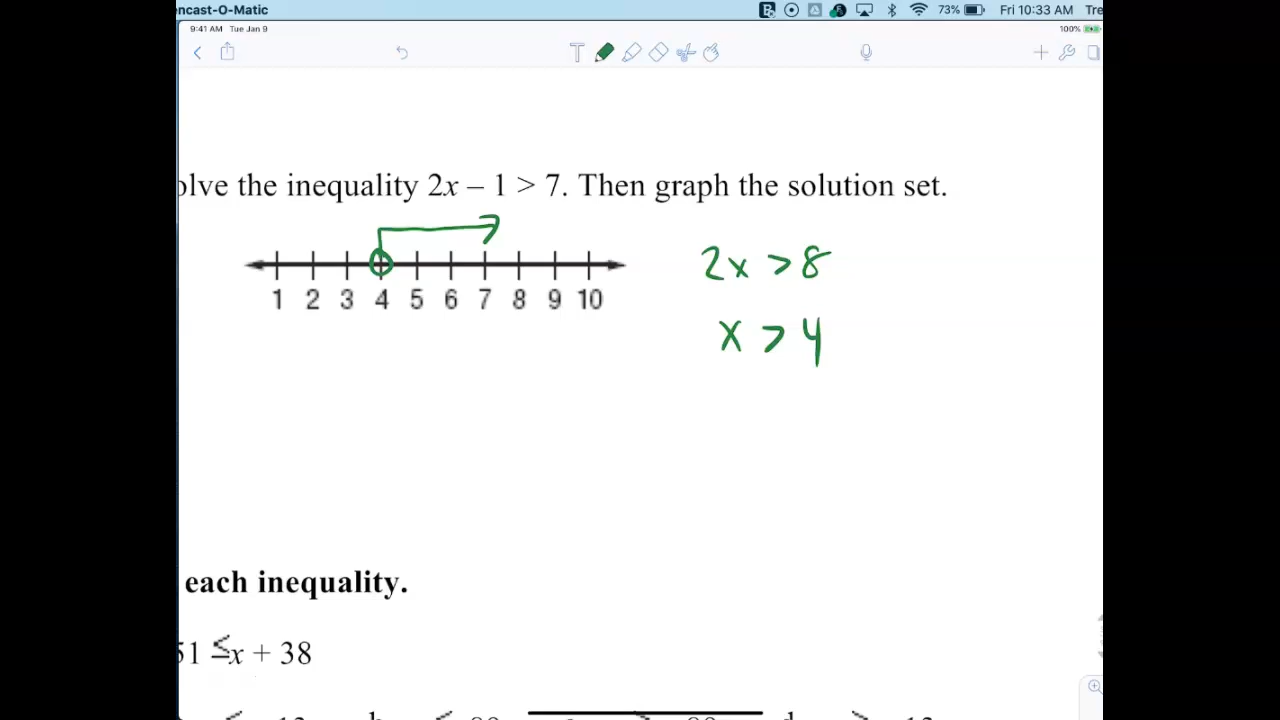 encast-O-Matic
73% Fri 10:33 AM Tre
9:41 AM Tue Jan 9
100%
olve the inequality 2x – 1 > 7. Then graph the solution set.
1 2 3 4 5 6 7 8 9 10
2x > 8
x > 4
each inequality.
51 ≤ x + 38